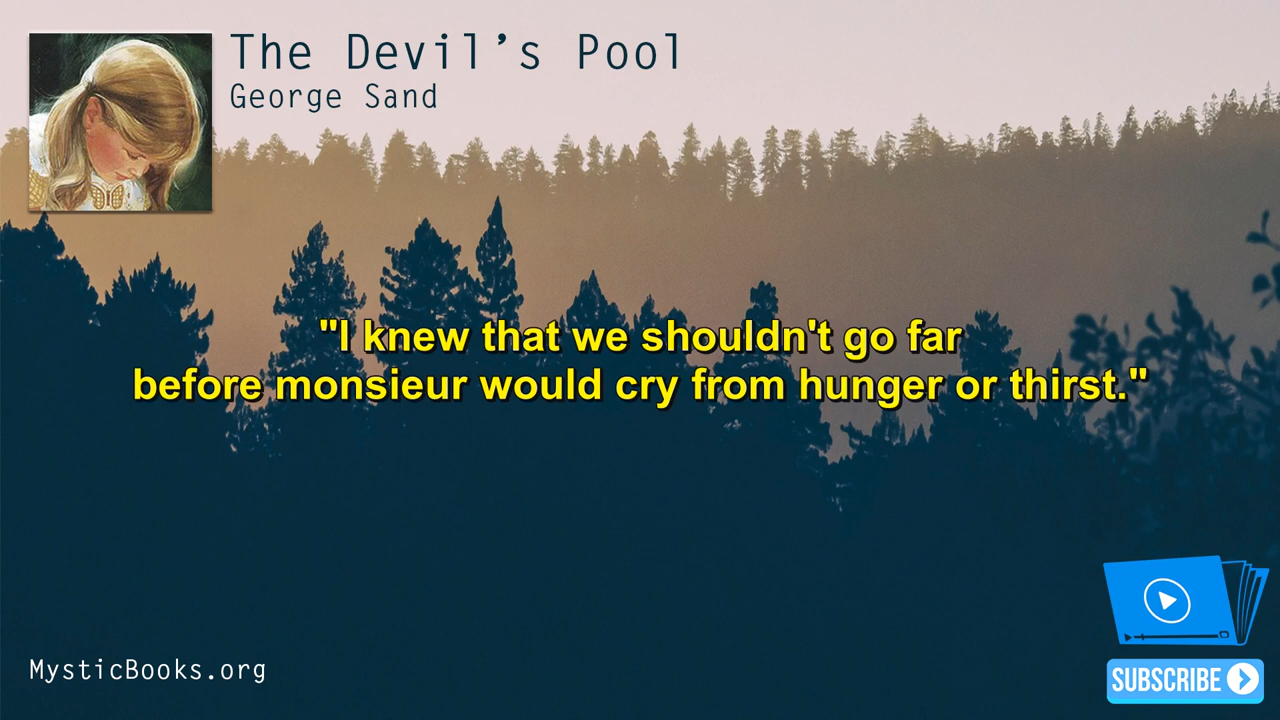 The Devil's Pool
George Sand
"I knew that we shouldn't go far
before monsieur would cry from hunger or thirst."
MysticBooks.org
SUBSCRIBE